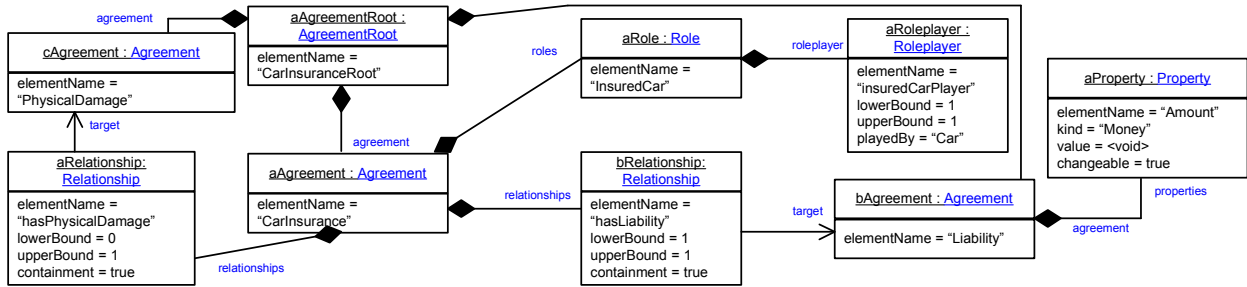 agreement
aAgreementRoot :
AgreementRoot
elementName =
“CarInsuranceRoot”
cAgreement : Agreement
elementName =
“PhysicalDamage”
target
aRelationship:
Relationship
elementName =
“hasPhysicalDamage”
lowerBound = 0
upperBound = 1
containment = true
relationships
agreement
aAgreement : Agreement
elementName =
“CarInsurance”
roles
aRole : Role
elementName =
“InsuredCar”
roleplayer
aRoleplayer :
Roleplayer
elementName =
“insuredCarPlayer”
lowerBound = 1
upperBound = 1
playedBy = “Car”
relationships
bRelationship:
Relationship
elementName =
“hasLiability”
lowerBound = 1
upperBound = 1
containment = true
target
bAgreement : Agreement
elementName = “Liability”
aProperty : Property
elementName = “Amount”
kind = “Money”
value = <void>
changeable = true
properties
agreement